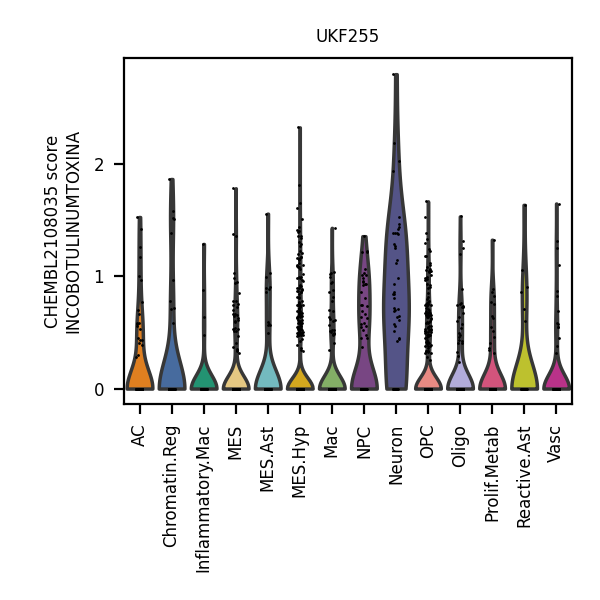 UKF255
CHEMBL2108035 score
INCOBOTULINUMTOXINA
2
1
0
AC
Chromatin.Reg
Inflammatory.Mac
MES
MES.Ast
MES.Hyp
Mac
NPC
Neuron
OPC
Oligo
Prolif.Metab
Reactive.Ast
Vasc